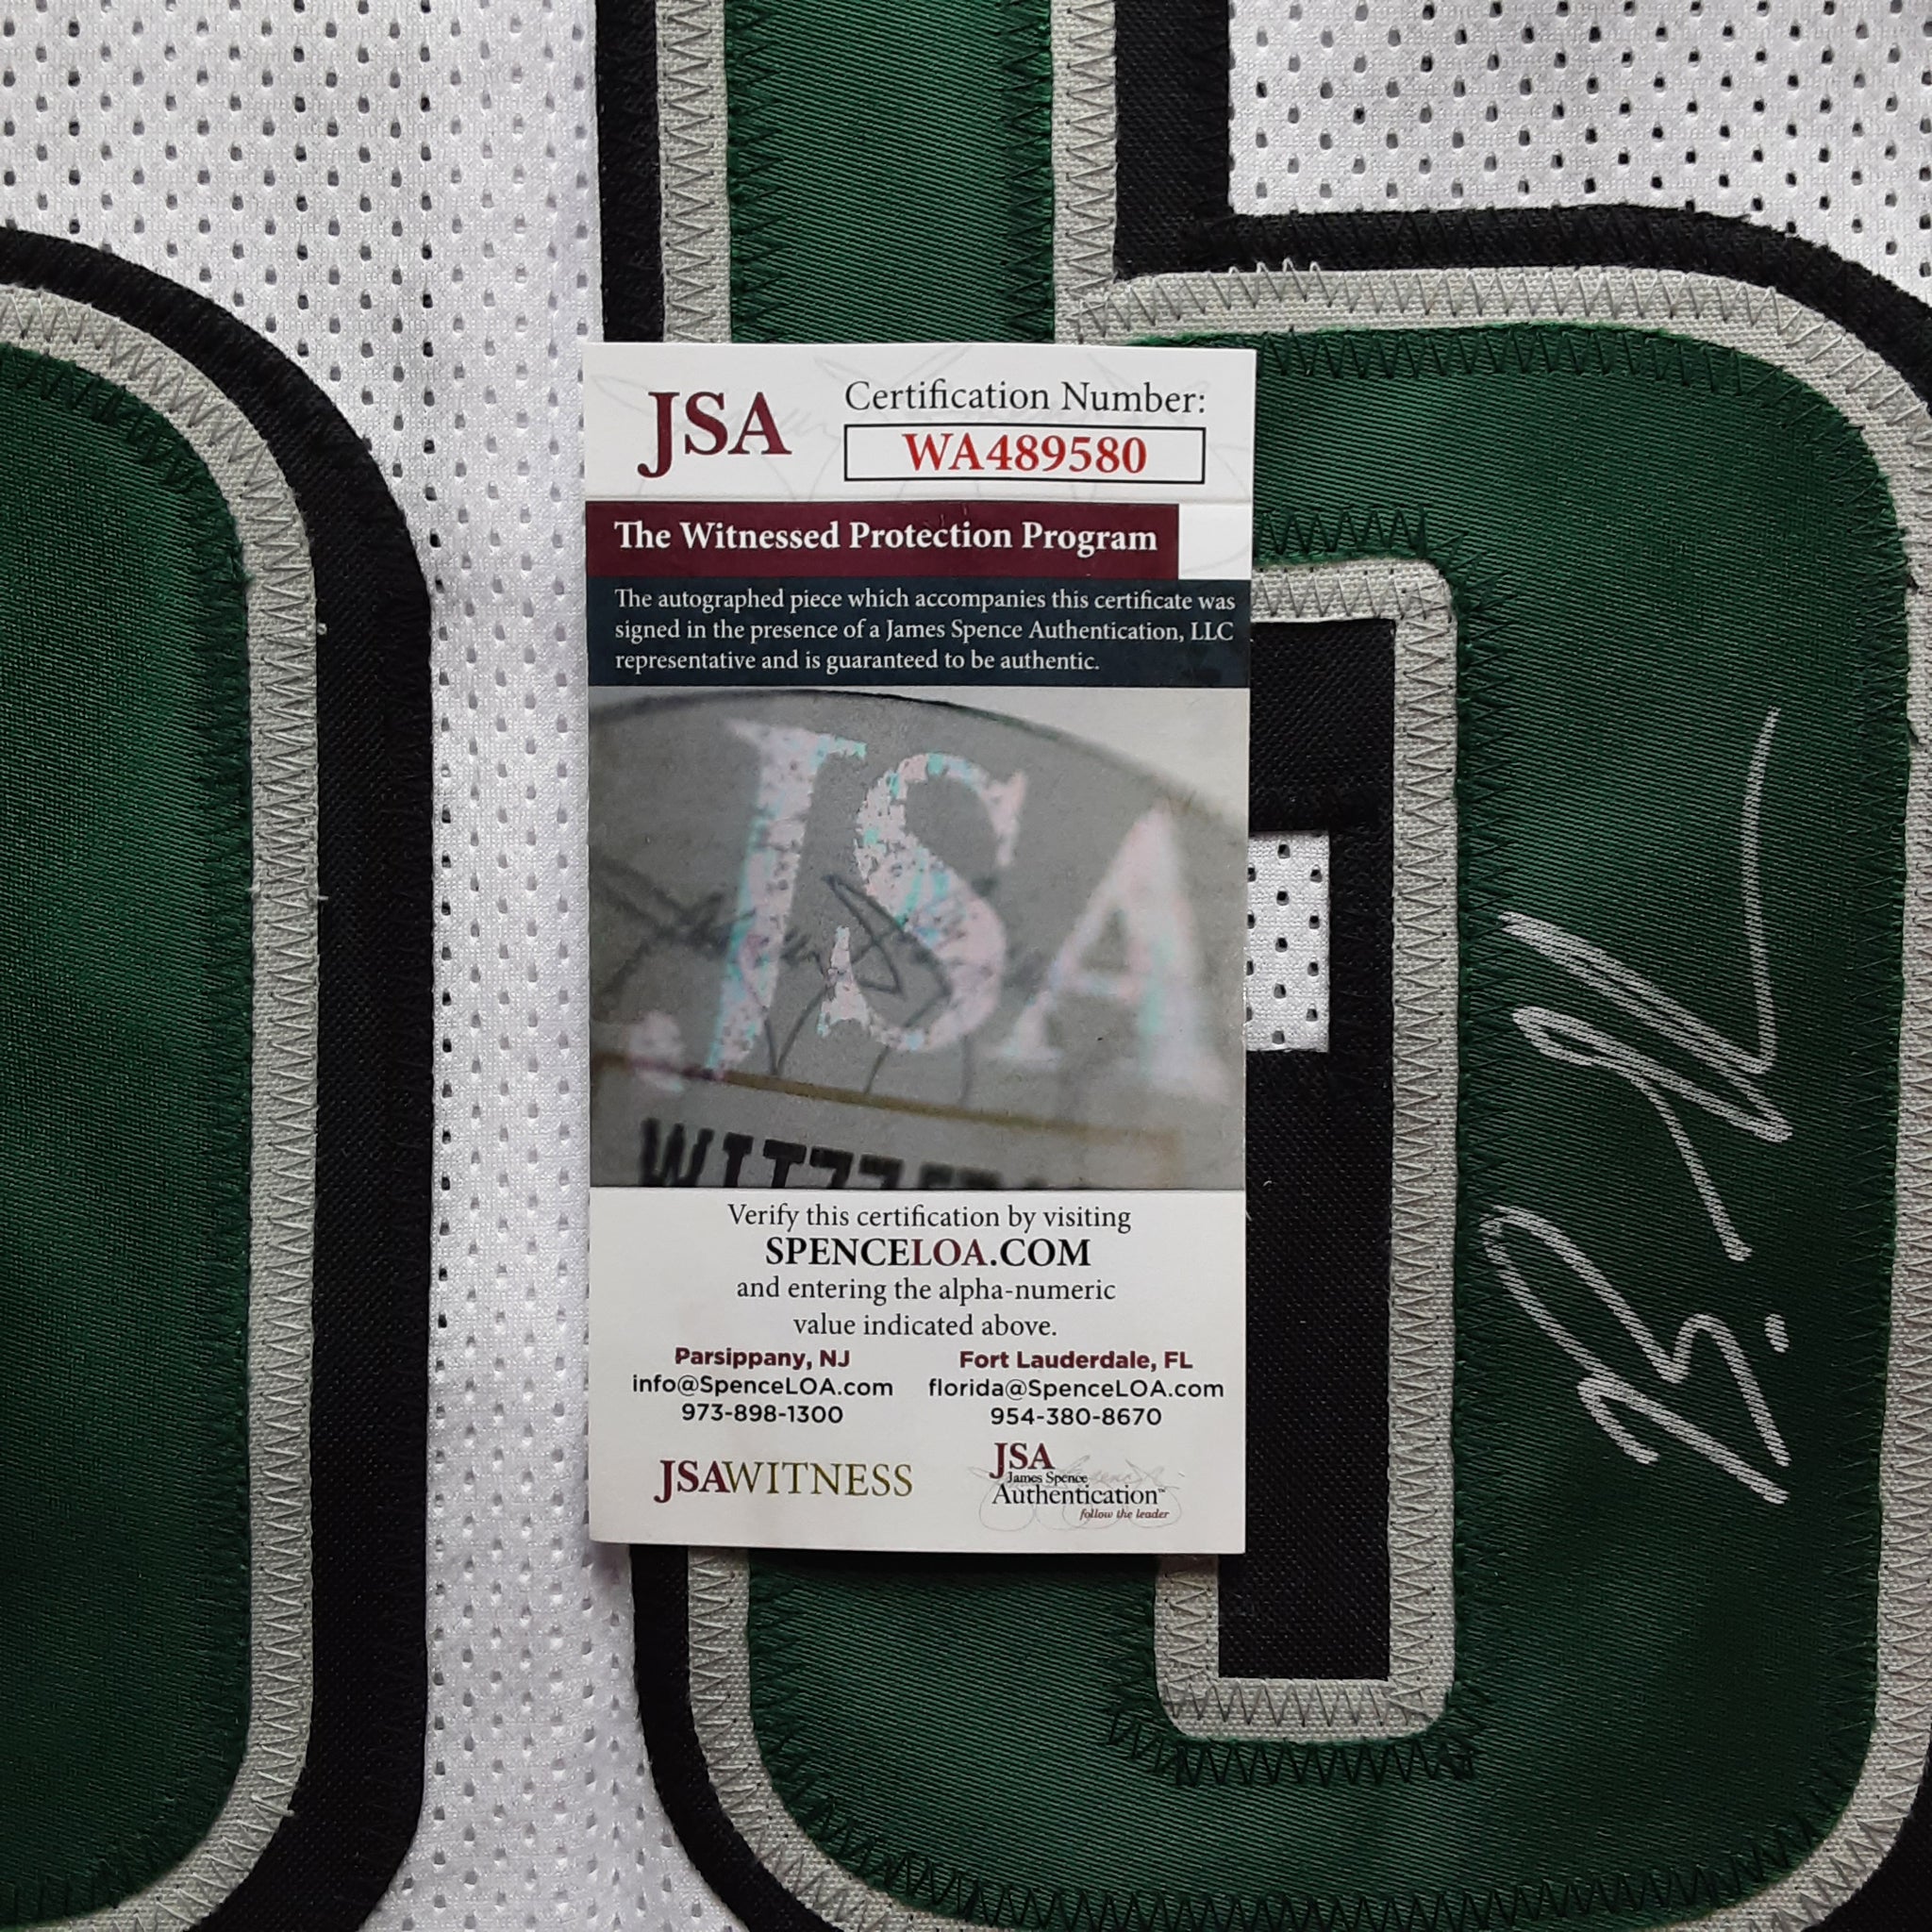 JSA
Certification Number:
WA489580
The Witnessed Protection Program
The autographed piece which accompanies this certificate was
signed in the presence of a James Spence Authentication, LLC
representative and is guaranteed to be authentic.
JSA
Verify this certification by visiting
SPENCELOA.COM
and entering the alpha-numeric
value indicated above.
Parsippany, NJ
info@SpenceLOA.com
973-898-1300
Fort Lauderdale, FL
florida@SpenceLOA.com
954-380-8670
JSAWITNESS
JSA
James Spence
Authentication™
follow the leader